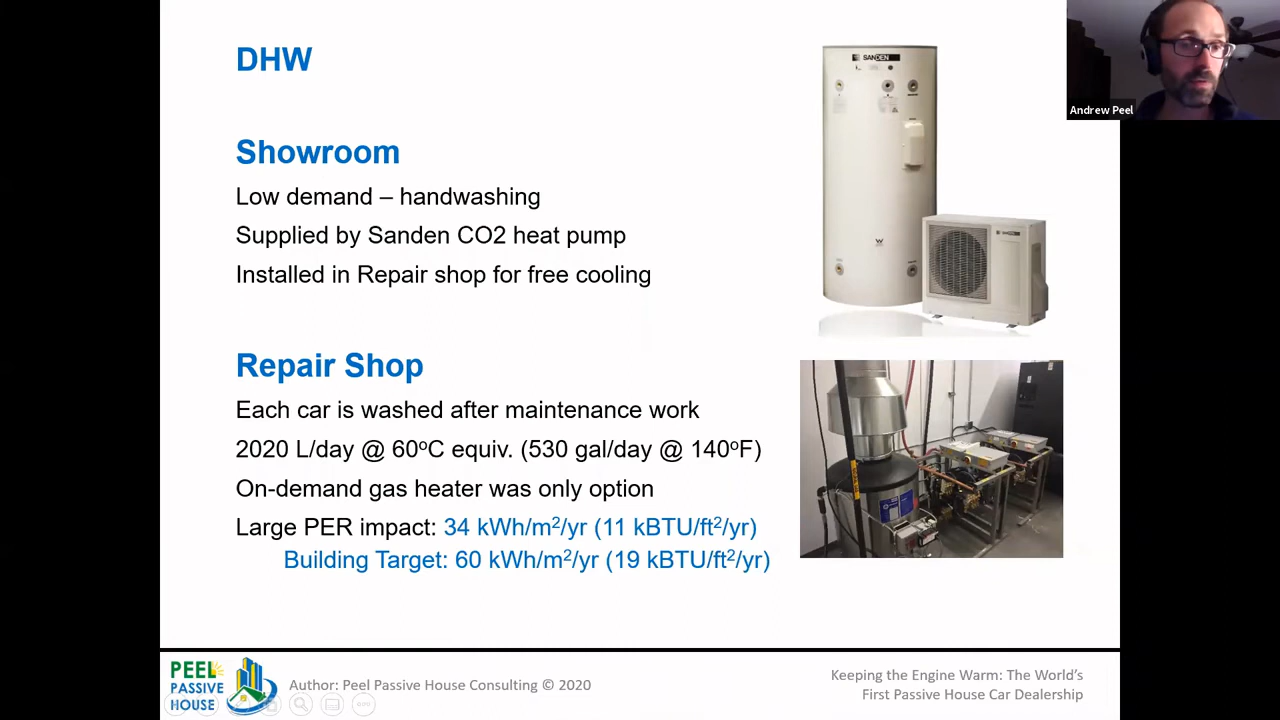 DHW
Showroom
Low demand – handwashing
Supplied by Sanden CO2 heat pump
Installed in Repair shop for free cooling
Repair Shop
Each car is washed after maintenance work
2020 L/day @ 60ºC equiv. (530 gal/day @ 140ºF)
On-demand gas heater was only option
Large PER impact: 34 kWh/m²/yr (11 kBTU/ft²/yr)
Building Target: 60 kWh/m²/yr (19 kBTU/ft²/yr)
SANDEN
Andrew Peel
PEEL
PASSIVE
HOUSE
Author: Peel Passive House Consulting © 2020
Keeping the Engine Warm: The World's
First Passive House Car Dealership